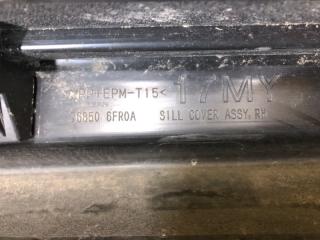 >PP+EPM-T15< 17MY
76850 6FR0A SILL COVER ASSY, RH